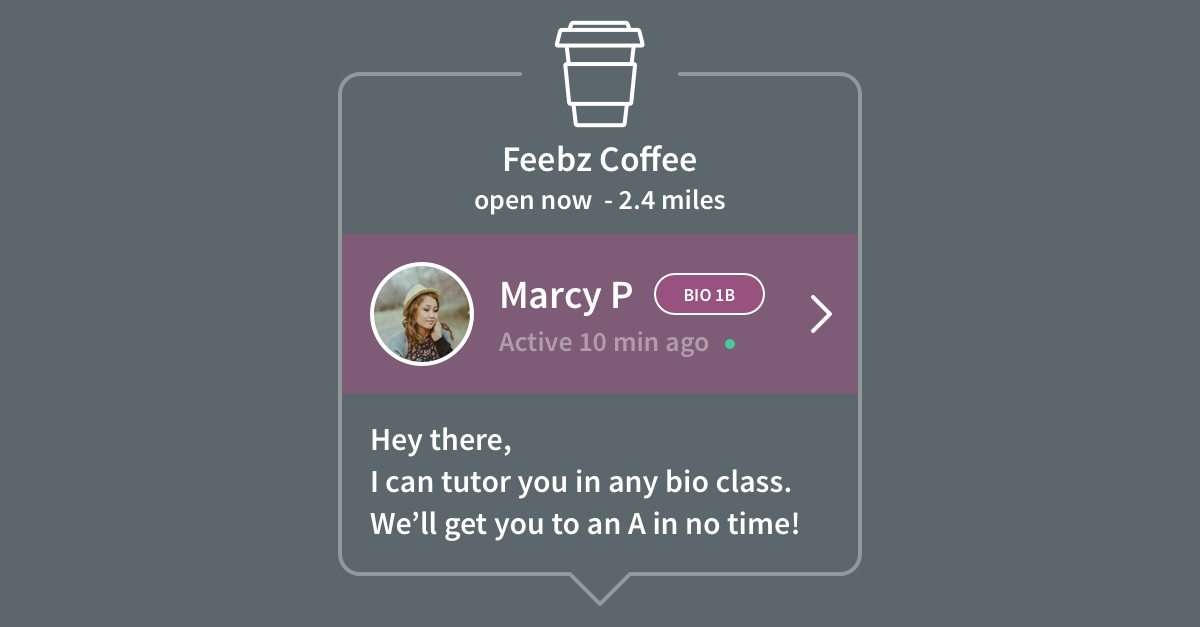 Feebz Coffee
open now - 2.4 miles
Marcy P BIO 1B
Active 10 min ago
Hey there,
I can tutor you in any bio class.
We’ll get you to an A in no time!